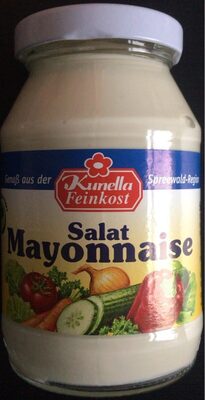 Genuß aus der
Spreewald-Region
Kunella
Feinkost
Salat
Mayonnaise